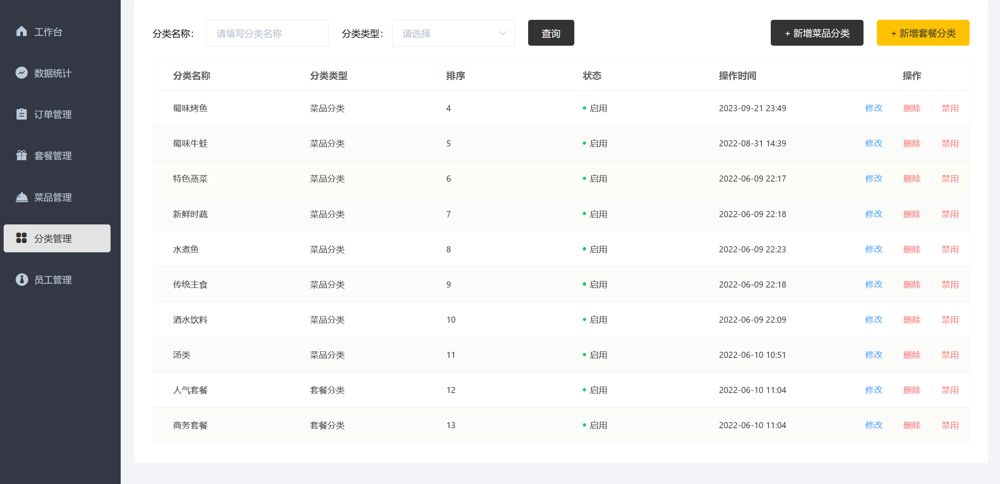 工作台
数据统计
订单管理
套餐管理
菜品管理
分类管理
员工管理
分类名称： 请填写分类名称 分类类型： 请选择 查询 + 新增菜品分类 + 新增套餐分类
分类名称 分类类型 排序 状态 操作时间 操作
蜀味烤鱼 菜品分类 4 启用 2023-09-21 23:49 修改 删除 禁用
蜀味牛蛙 菜品分类 5 启用 2022-08-31 14:39 修改 删除 禁用
特色蒸菜 菜品分类 6 启用 2022-06-09 22:17 修改 删除 禁用
新鲜时蔬 菜品分类 7 启用 2022-06-09 22:18 修改 删除 禁用
水煮鱼 菜品分类 8 启用 2022-06-09 22:23 修改 删除 禁用
传统主食 菜品分类 9 启用 2022-06-09 22:18 修改 删除 禁用
酒水饮料 菜品分类 10 启用 2022-06-09 22:09 修改 删除 禁用
汤类 菜品分类 11 启用 2022-06-10 10:51 修改 删除 禁用
人气套餐 套餐分类 12 启用 2022-06-10 11:04 修改 删除 禁用
商务套餐 套餐分类 13 启用 2022-06-10 11:04 修改 删除 禁用